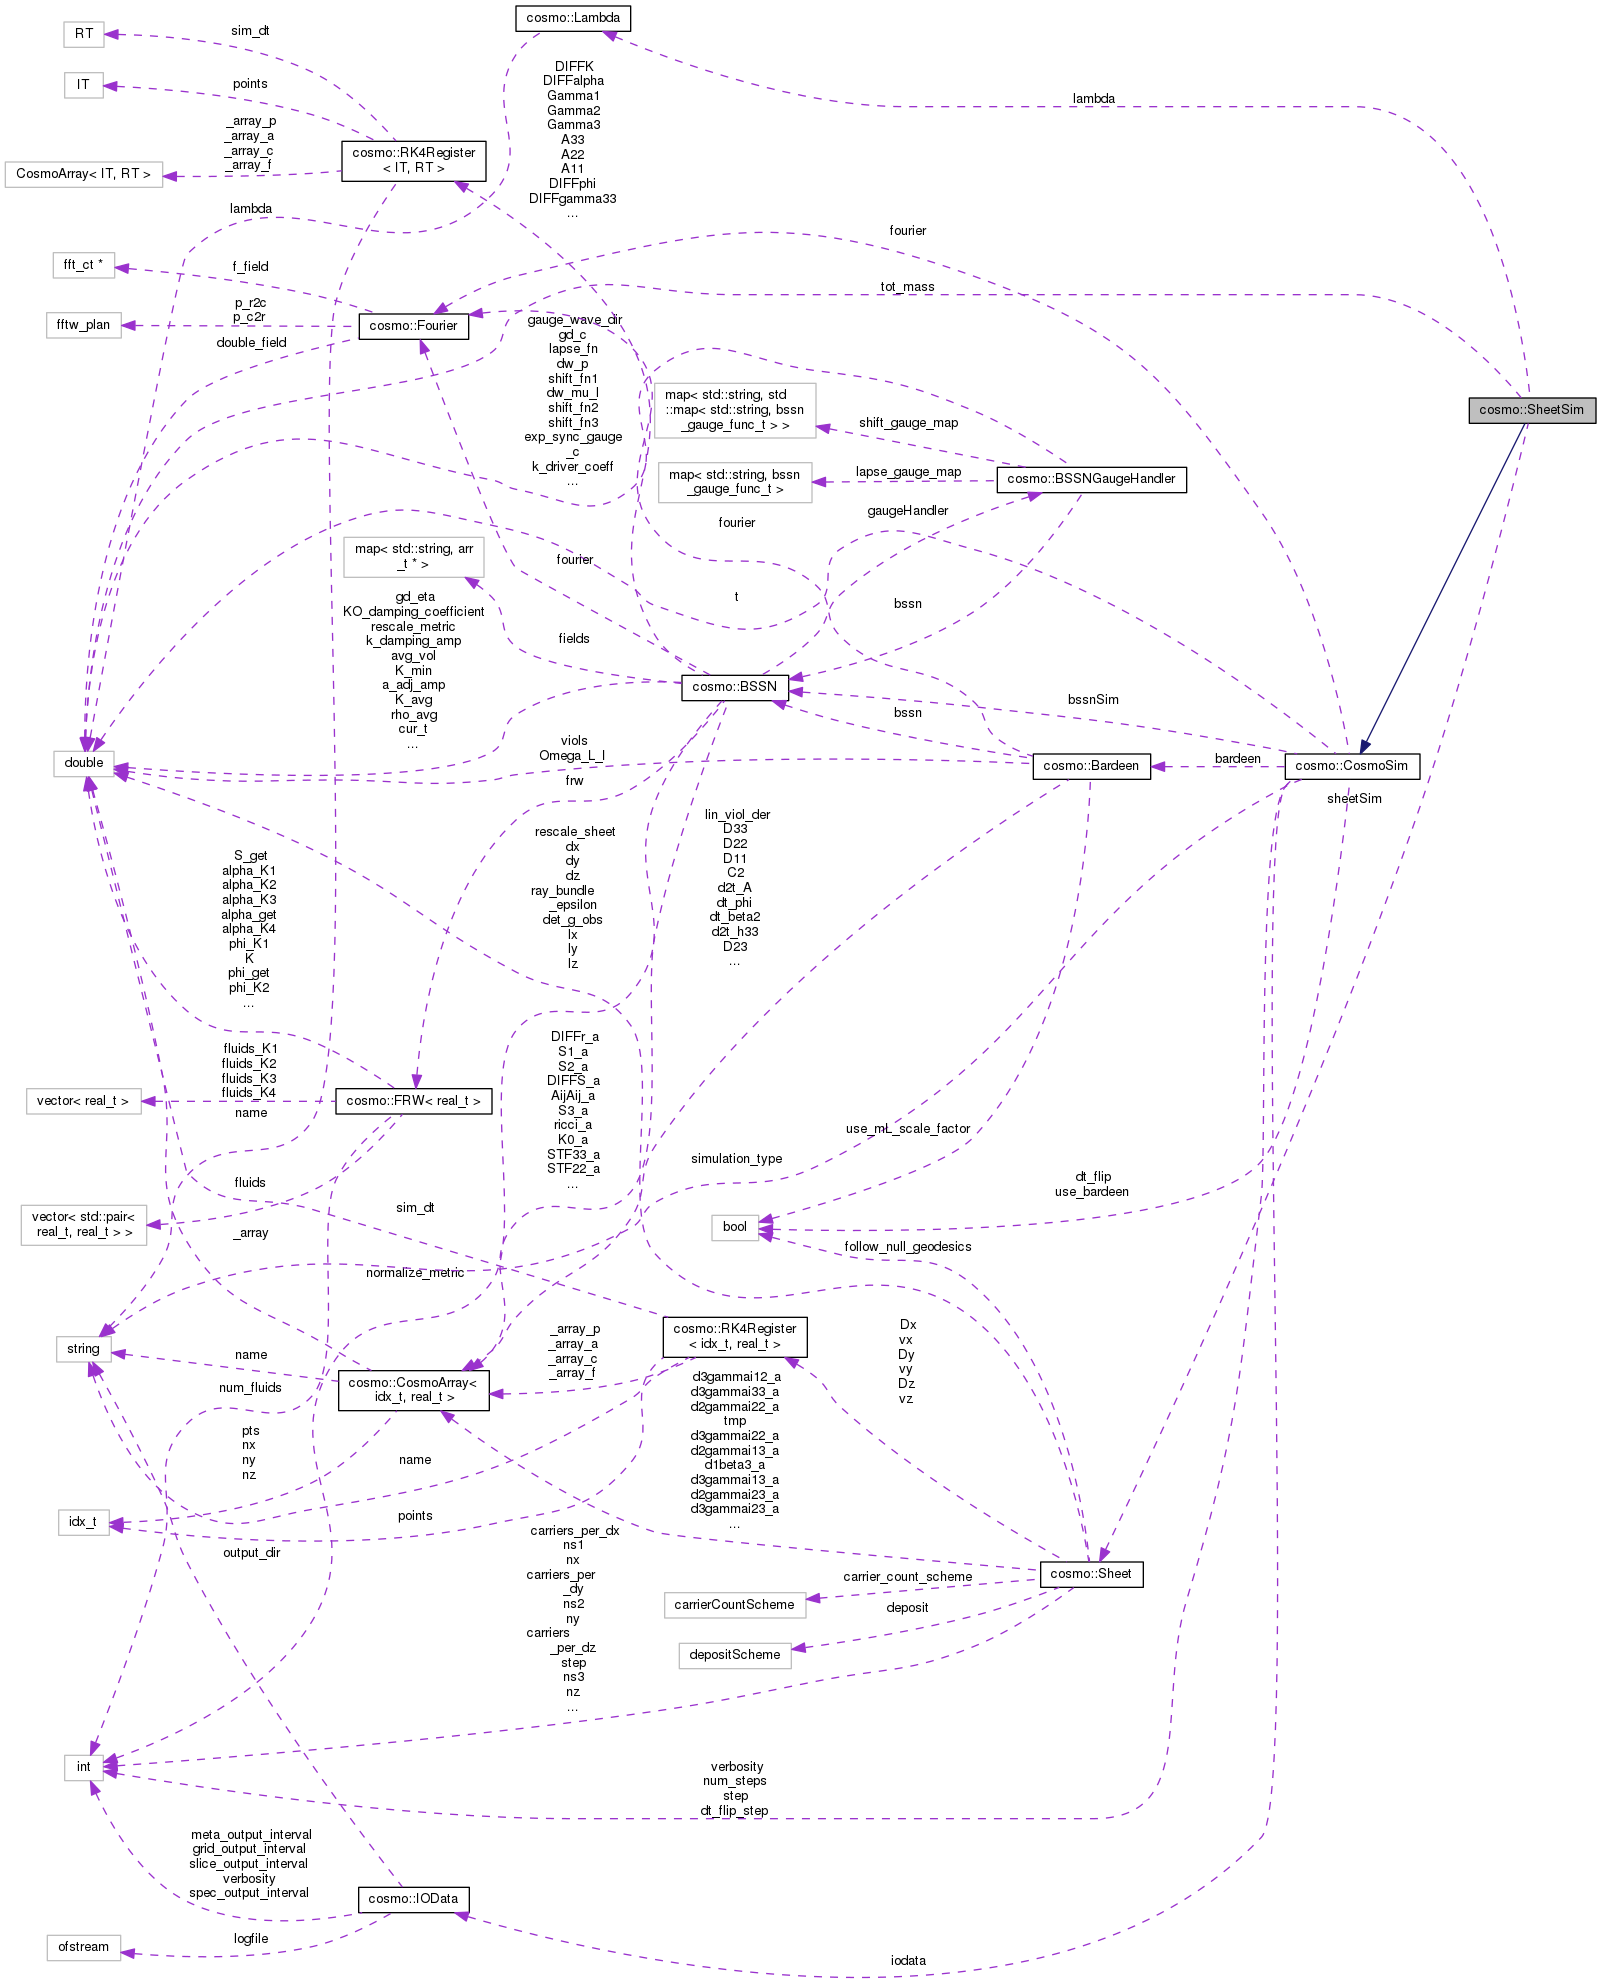 cosmo::Lambda
RT
sim_dt
IT
points
DIFFK
DIFFalpha
Gamma1
Gamma2
Gamma3
A33
A22
A11
DIFFphi
DIFFgamma33
...
lambda
_array_p
_array_a
_array_c
_array_f
cosmo::RK4Register
< IT, RT >
CosmoArray< IT, RT >
lambda
fourier
fft_ct *
f_field
tot_mass
p_r2c
p_c2r
fftw_plan
cosmo::Fourier
double_field
gauge_wave_dir
gd_c
lapse_fn
dw_p
shift_fn1
dw_mu_l
shift_fn2
shift_fn3
exp_sync_gauge
_c
k_driver_coeff
...
map< std::string, std
::map< std::string, bssn
_gauge_func_t > >
shift_gauge_map
cosmo::SheetSim
map< std::string, bssn
_gauge_func_t >
lapse_gauge_map
cosmo::BSSNGaugeHandler
gaugeHandler
fourier
map< std::string, arr
_t * >
fourier
t
bssn
gd_eta
KO_damping_coefficient
rescale_metric
k_damping_amp
avg_vol
K_min
a_adj_amp
K_avg
rho_avg
cur_t
...
fields
cosmo::BSSN
bssnSim
bssn
viols
Omega_L_I
double
cosmo::Bardeen
bardeen
cosmo::CosmoSim
frw
sheetSim
rescale_sheet
dx
dy
dz
ray_bundle
_epsilon
det_g_obs
lx
ly
lz
lin_viol_der
D33
D22
D11
C2
d2t_A
dt_phi
dt_beta2
d2t_h33
D23
...
S_get
alpha_K1
alpha_K2
alpha_K3
alpha_get
alpha_K4
phi_K1
K
phi_get
phi_K2
...
fluids_K1
fluids_K2
fluids_K3
fluids_K4
vector< real_t >
cosmo::FRW< real_t >
name
DIFFr_a
S1_a
S2_a
DIFFS_a
AijAij_a
S3_a
ricci_a
K0_a
STF33_a
STF22_a
...
use_mL_scale_factor
simulation_type
fluids
dt_flip
use_bardeen
vector< std::pair<
real_t, real_t > >
sim_dt
bool
_array
follow_null_geodesics
normalize_metric
string
name
_array_p
_array_a
_array_c
_array_f
cosmo::RK4Register
< idx_t, real_t >
Dx
vx
Dy
vy
Dz
vz
num_fluids
cosmo::CosmoArray<
idx_t, real_t >
d3gammai12_a
d3gammai33_a
d2gammai22_a
tmp
d3gammai22_a
d2gammai13_a
d1beta3_a
d3gammai13_a
d2gammai23_a
d3gammai23_a
...
pts
nx
ny
nz
name
idx_t
points
output_dir
carriers_per_dx
ns1
nx
carriers_per
_dy
ns2
ny
carriers
_per_dz
step
ns3
nz
...
carrier_count_scheme
cosmo::Sheet
carrierCountScheme
deposit
depositScheme
int
verbosity
num_steps
step
dt_flip_step
meta_output_interval
grid_output_interval
slice_output_interval
verbosity
spec_output_interval
cosmo::IOData
logfile
ofstream
iodata